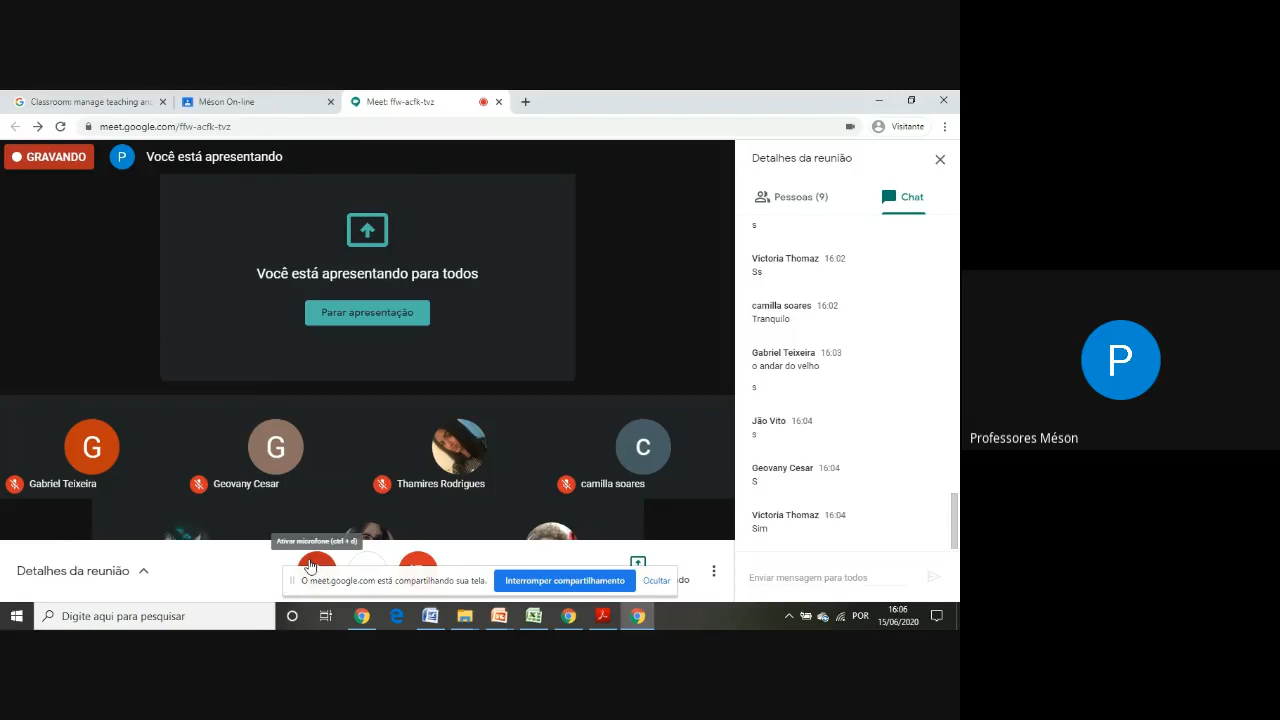 Classroom: manage teaching an
Méson On-line
Meet: ffw-acfk-tvz
meet.google.com/ffw-acfk-tvz
Visitante
GRAVANDO
P
Você está apresentando
Você está apresentando para todos
Parar apresentação
G
Gabriel Teixeira
G
Geovany Cesar
Thamires Rodrigues
c
camilla soares
Ativar microfone (ctrl + d)
Detalhes da reunião
O meet.google.com está compartilhando sua tela.
Interromper compartilhamento
Ocultar
do
Detalhes da reunião
Pessoas (9)
Chat
s
Victoria Thomaz 16:02
Ss
camilla soares 16:02
Tranquilo
Gabriel Teixeira 16:03
o andar do velho
s
Jão Vito 16:04
s
Geovany Cesar 16:04
S
Victoria Thomaz 16:04
Sim
Enviar mensagem para todos
Digite aqui para pesquisar
POR
16:06
15/06/2020
P
Professores Méson